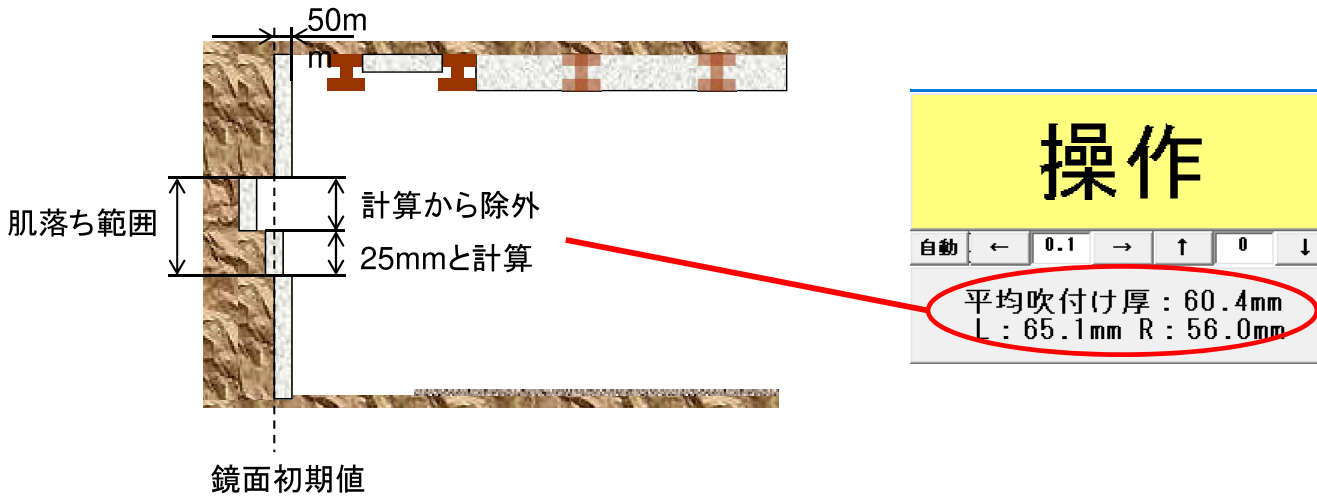 50m
m
肌落ち範囲
計算から除外
25mmと計算
鏡面初期値
操作
自動 ← 0.1 → ↑ 0 ↓
平均吹付け厚：60.4mm
L：65.1mm R：56.0mm